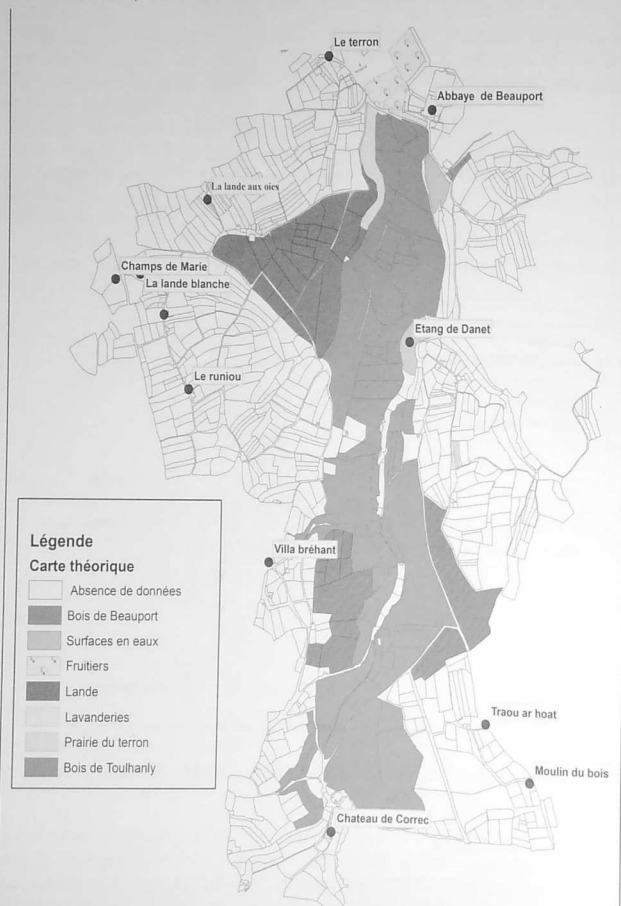 Le terron
Abbaye de Beauport
La lande aux oies
Champs de Marie
La lande blanche
Etang de Danet
Le runiou
Légende
Carte théorique
Absence de données
Bois de Beauport
Surfaces en eaux
Fruitiers
Lande
Lavanderies
Prairie du terron
Bois de Toulhanly
Villa bréhant
Traou ar hoat
Moulin du bois
Chateau de Correc